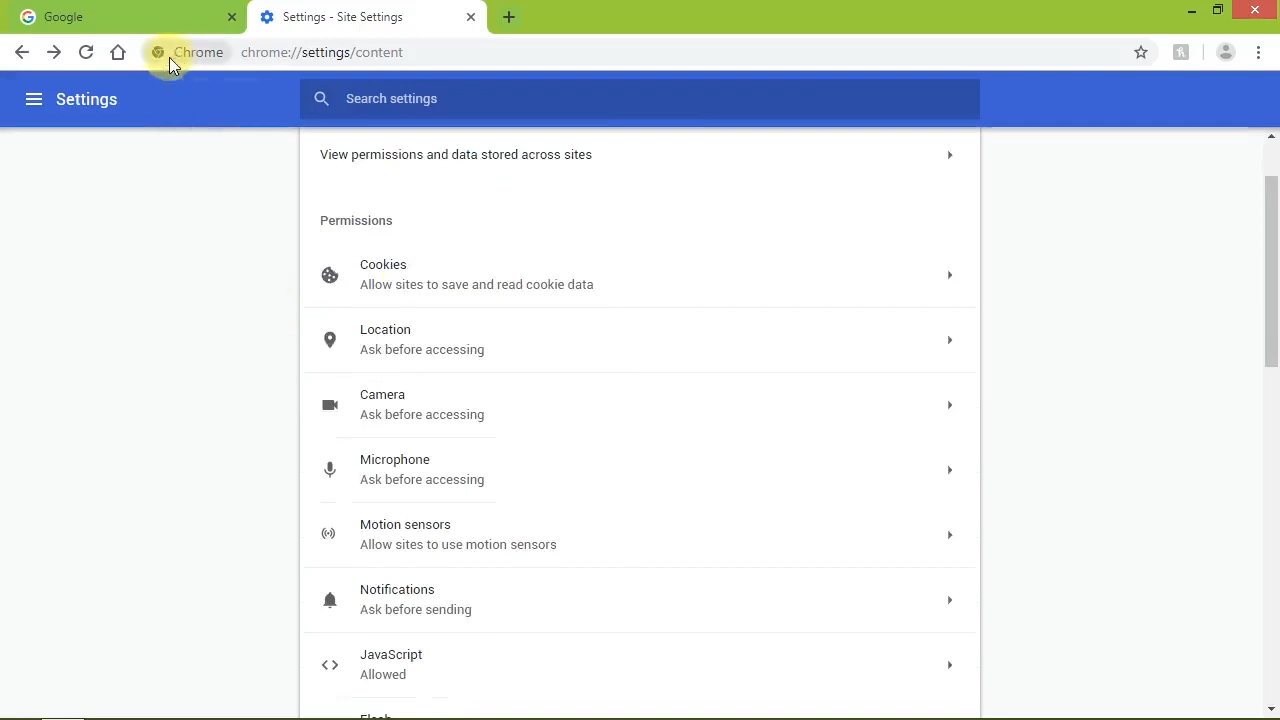 Google
Settings - Site Settings
Chrome
chrome://settings/content
Settings
Search settings
View permissions and data stored across sites
Permissions
Cookies
Allow sites to save and read cookie data
Location
Ask before accessing
Camera
Ask before accessing
Microphone
Ask before accessing
Motion sensors
Allow sites to use motion sensors
Notifications
Ask before sending
JavaScript
Allowed
Flash